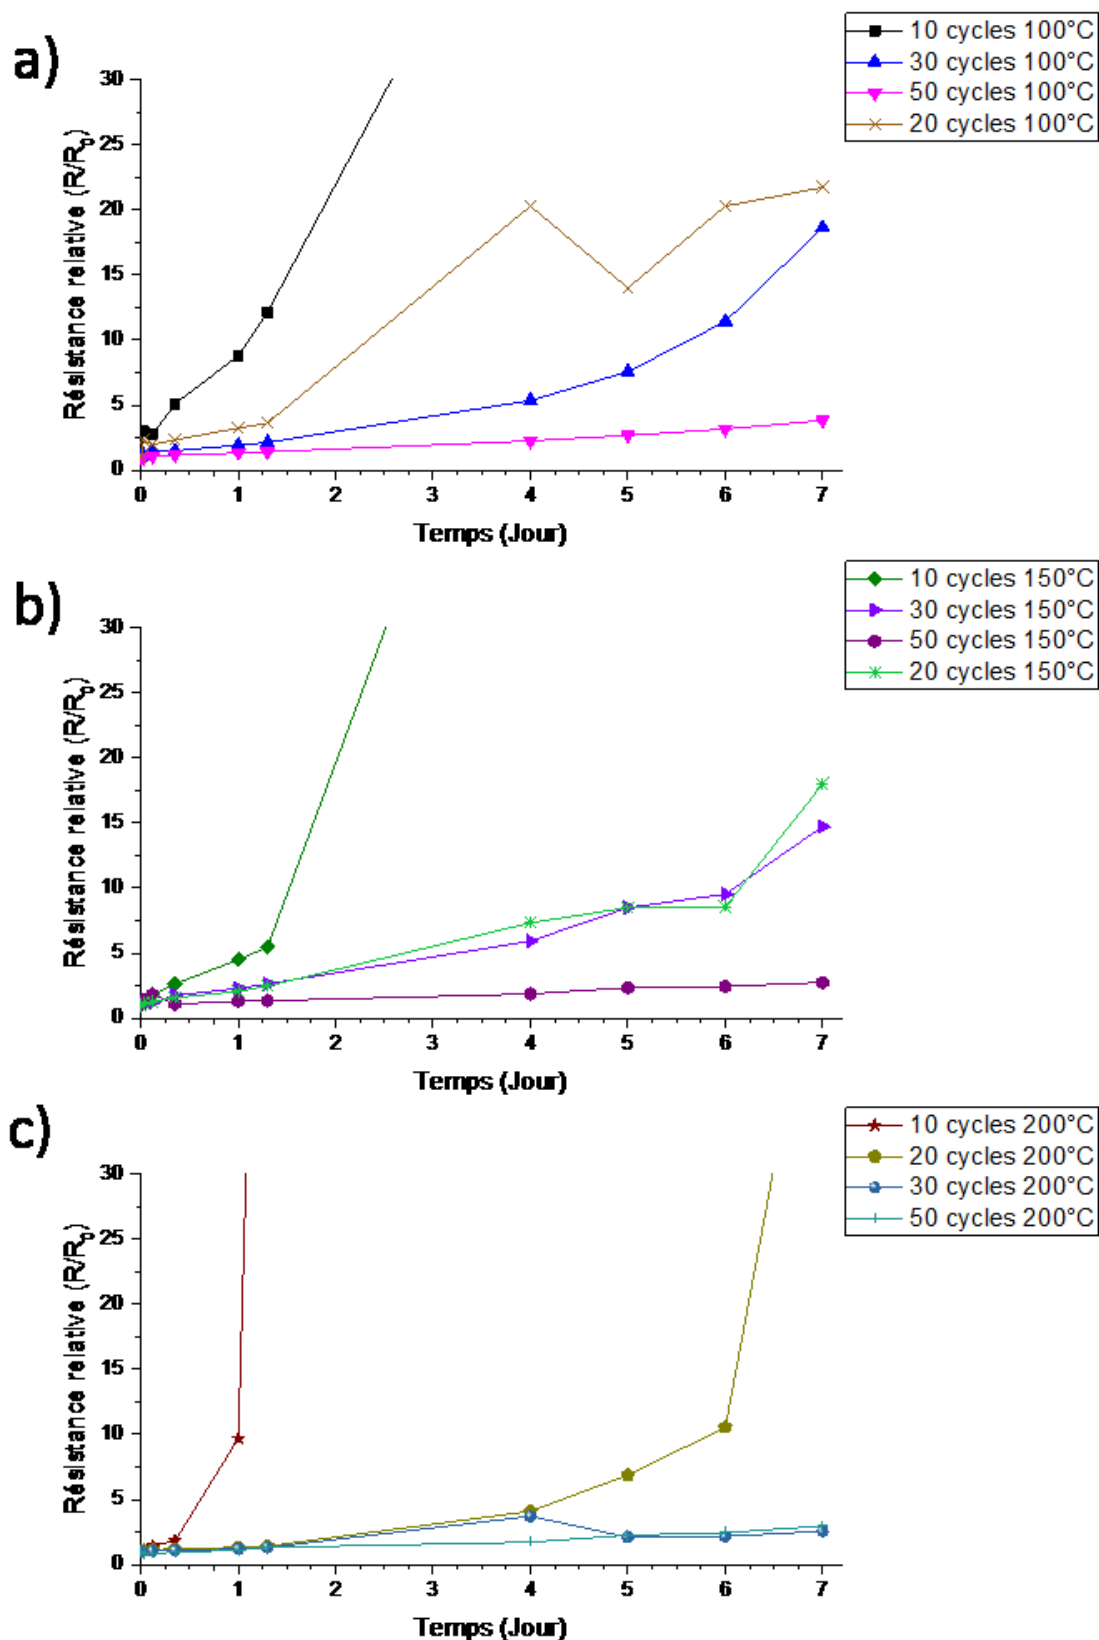 a)
10 cycles 100°C
30 cycles 100°C
50 cycles 100°C
20 cycles 100°C
Résistance relative (R/R0)
30
25
20
15
10
5
0
0 1 2 3 4 5 6 7
Temps (Jour)
b)
10 cycles 150°C
30 cycles 150°C
50 cycles 150°C
20 cycles 150°C
Résistance relative (R/R0)
30
25
20
15
10
5
0
0 1 2 3 4 5 6 7
Temps (Jour)
c)
10 cycles 200°C
20 cycles 200°C
30 cycles 200°C
50 cycles 200°C
Résistance relative (R/R0)
30
25
20
15
10
5
0
0 1 2 3 4 5 6 7
Temps (Jour)